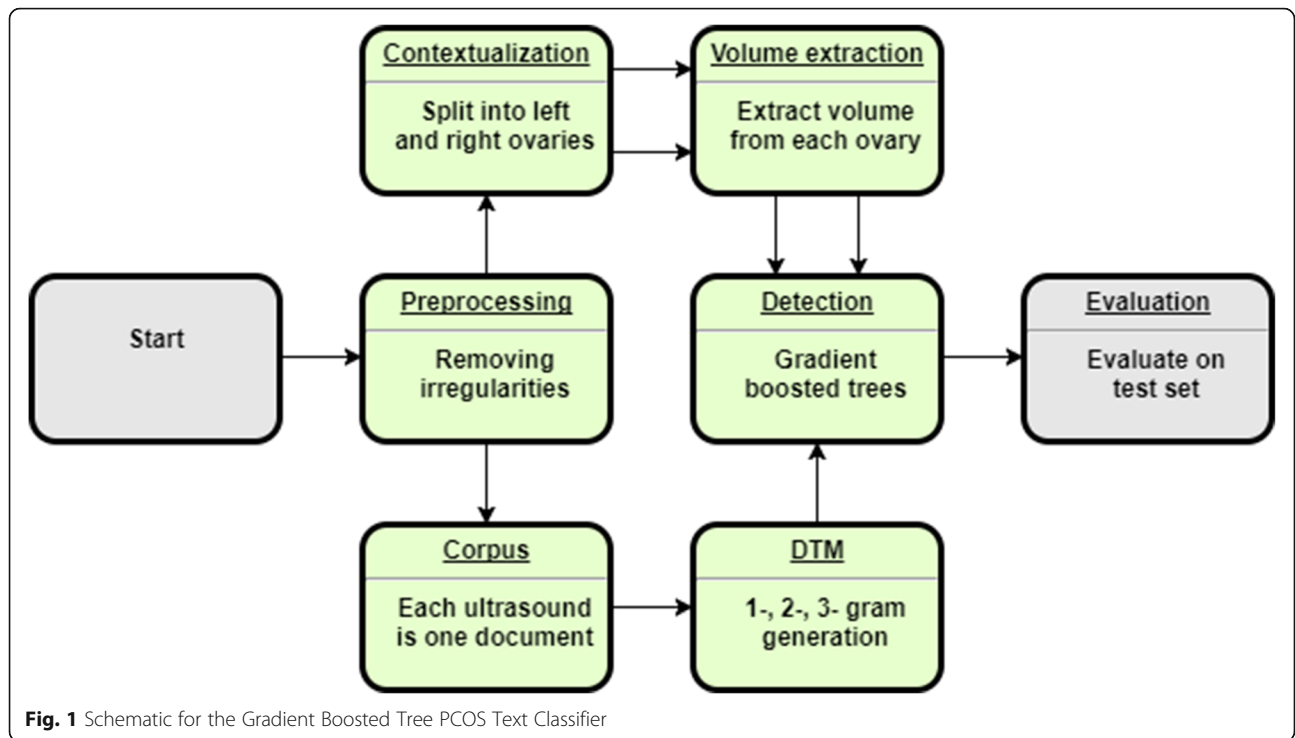 Contextualization
Split into left
and right ovaries
Volume extraction
Extract volume
from each ovary
Start
Preprocessing
Removing
irregularities
Detection
Gradient
boosted trees
Evaluation
Evaluate on
test set
Corpus
Each ultrasound
is one document
DTM
1-, 2-, 3- gram
generation
Fig. 1 Schematic for the Gradient Boosted Tree PCOS Text Classifier